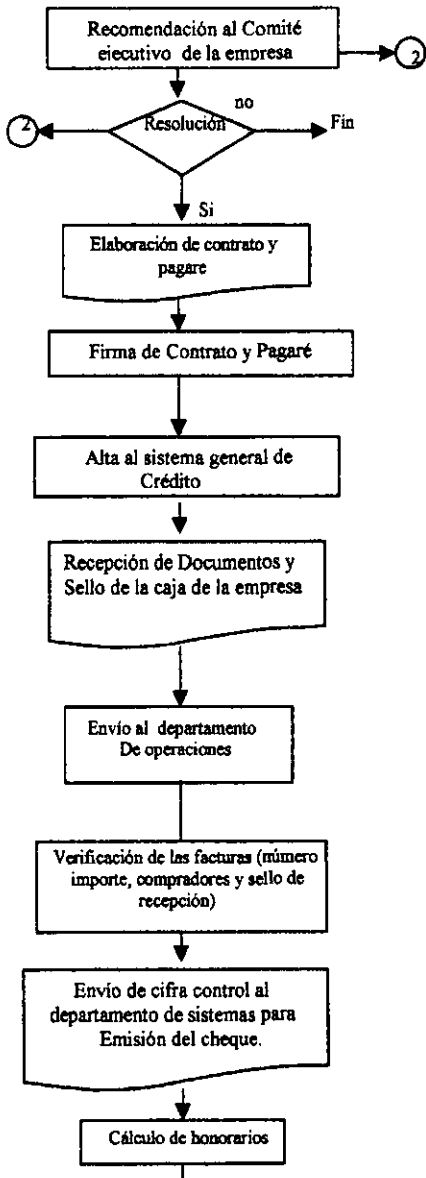 Recomendación al Comité
ejecutivo de la empresa
2
no
2
Resolución
Fin
Si
Elaboración de contrato y
pagare
Firma de Contrato y Pagaré
Alta al sistema general de
Crédito
Recepción de Documentos y
Sello de la caja de la empresa
Envío al departamento
De operaciones
Verificación de las facturas (número
importe, compradores y sello de
recepción)
Envío de cifra control al
departamento de sistemas para
Emisión del cheque.
Cálculo de honorarios